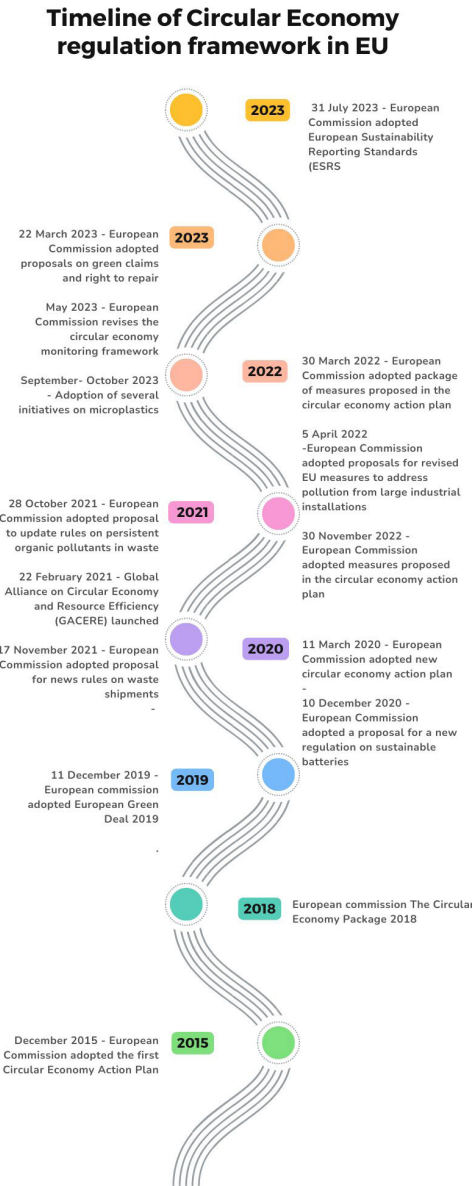 Timeline of Circular Economy
regulation framework in EU
2023
31 July 2023 - European
Commission adopted
European Sustainability
Reporting Standards
(ESRS
2023
22 March 2023 - European
Commission adopted
proposals on green claims
and right to repair
May 2023 - European
Commission revises the
circular economy
monitoring framework
September- October 2023
- Adoption of several
initiatives on microplastics
2022
30 March 2022 - European
Commission adopted package
of measures proposed in the
circular economy action plan
5 April 2022
-European Commission
adopted proposals for revised
EU measures to address
pollution from large industrial
installations
30 November 2022 -
European Commission
adopted measures proposed
in the circular economy action
plan
2021
28 October 2021 - European
Commission adopted proposal
to update rules on persistent
organic pollutants in waste
22 February 2021 - Global
Alliance on Circular Economy
and Resource Efficiency
(GACERE) launched
17 November 2021 - European
Commission adopted proposal
for news rules on waste
shipments
-
2020
11 March 2020 - European
Commission adopted new
circular economy action plan
-
10 December 2020 -
European Commission
adopted a proposal for a new
regulation on sustainable
batteries
2019
11 December 2019 -
European commission
adopted European Green
Deal 2019
.
2018
European commission The Circular
Economy Package 2018
2015
December 2015 - European
Commission adopted the first
Circular Economy Action Plan